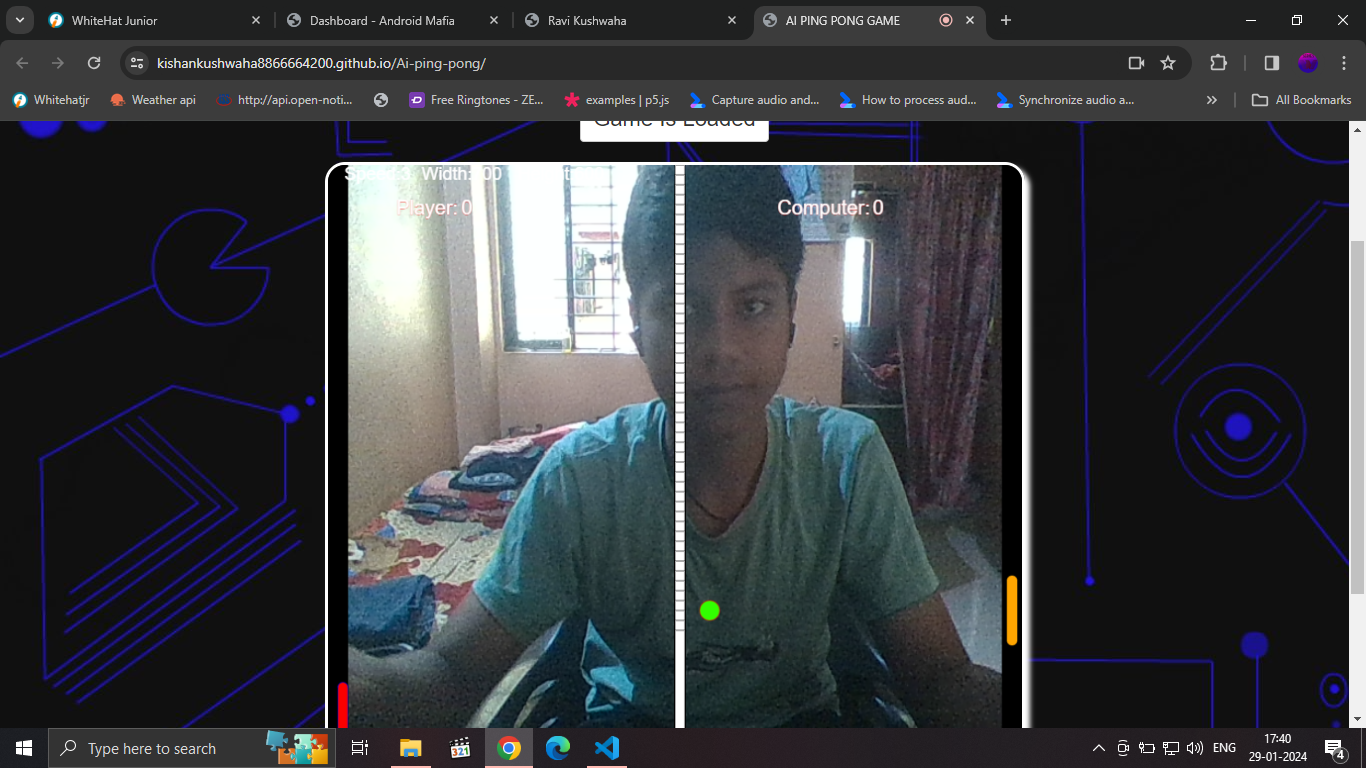 WhiteHat Junior
Dashboard - Android Mafia
Ravi Kushwaha
AI PING PONG GAME
kishankushwaha8866664200.github.io/Ai-ping-pong/
Whitehatjr
Weather api
http://api.open-noti...
Free Ringtones - ZE...
examples | p5.js
Capture audio and...
How to process aud...
Synchronize audio a...
All Bookmarks
Game Is Loaded
Width:
Player: 0
Computer: 0
Type here to search
321
ENG
17:40
29-01-2024
4